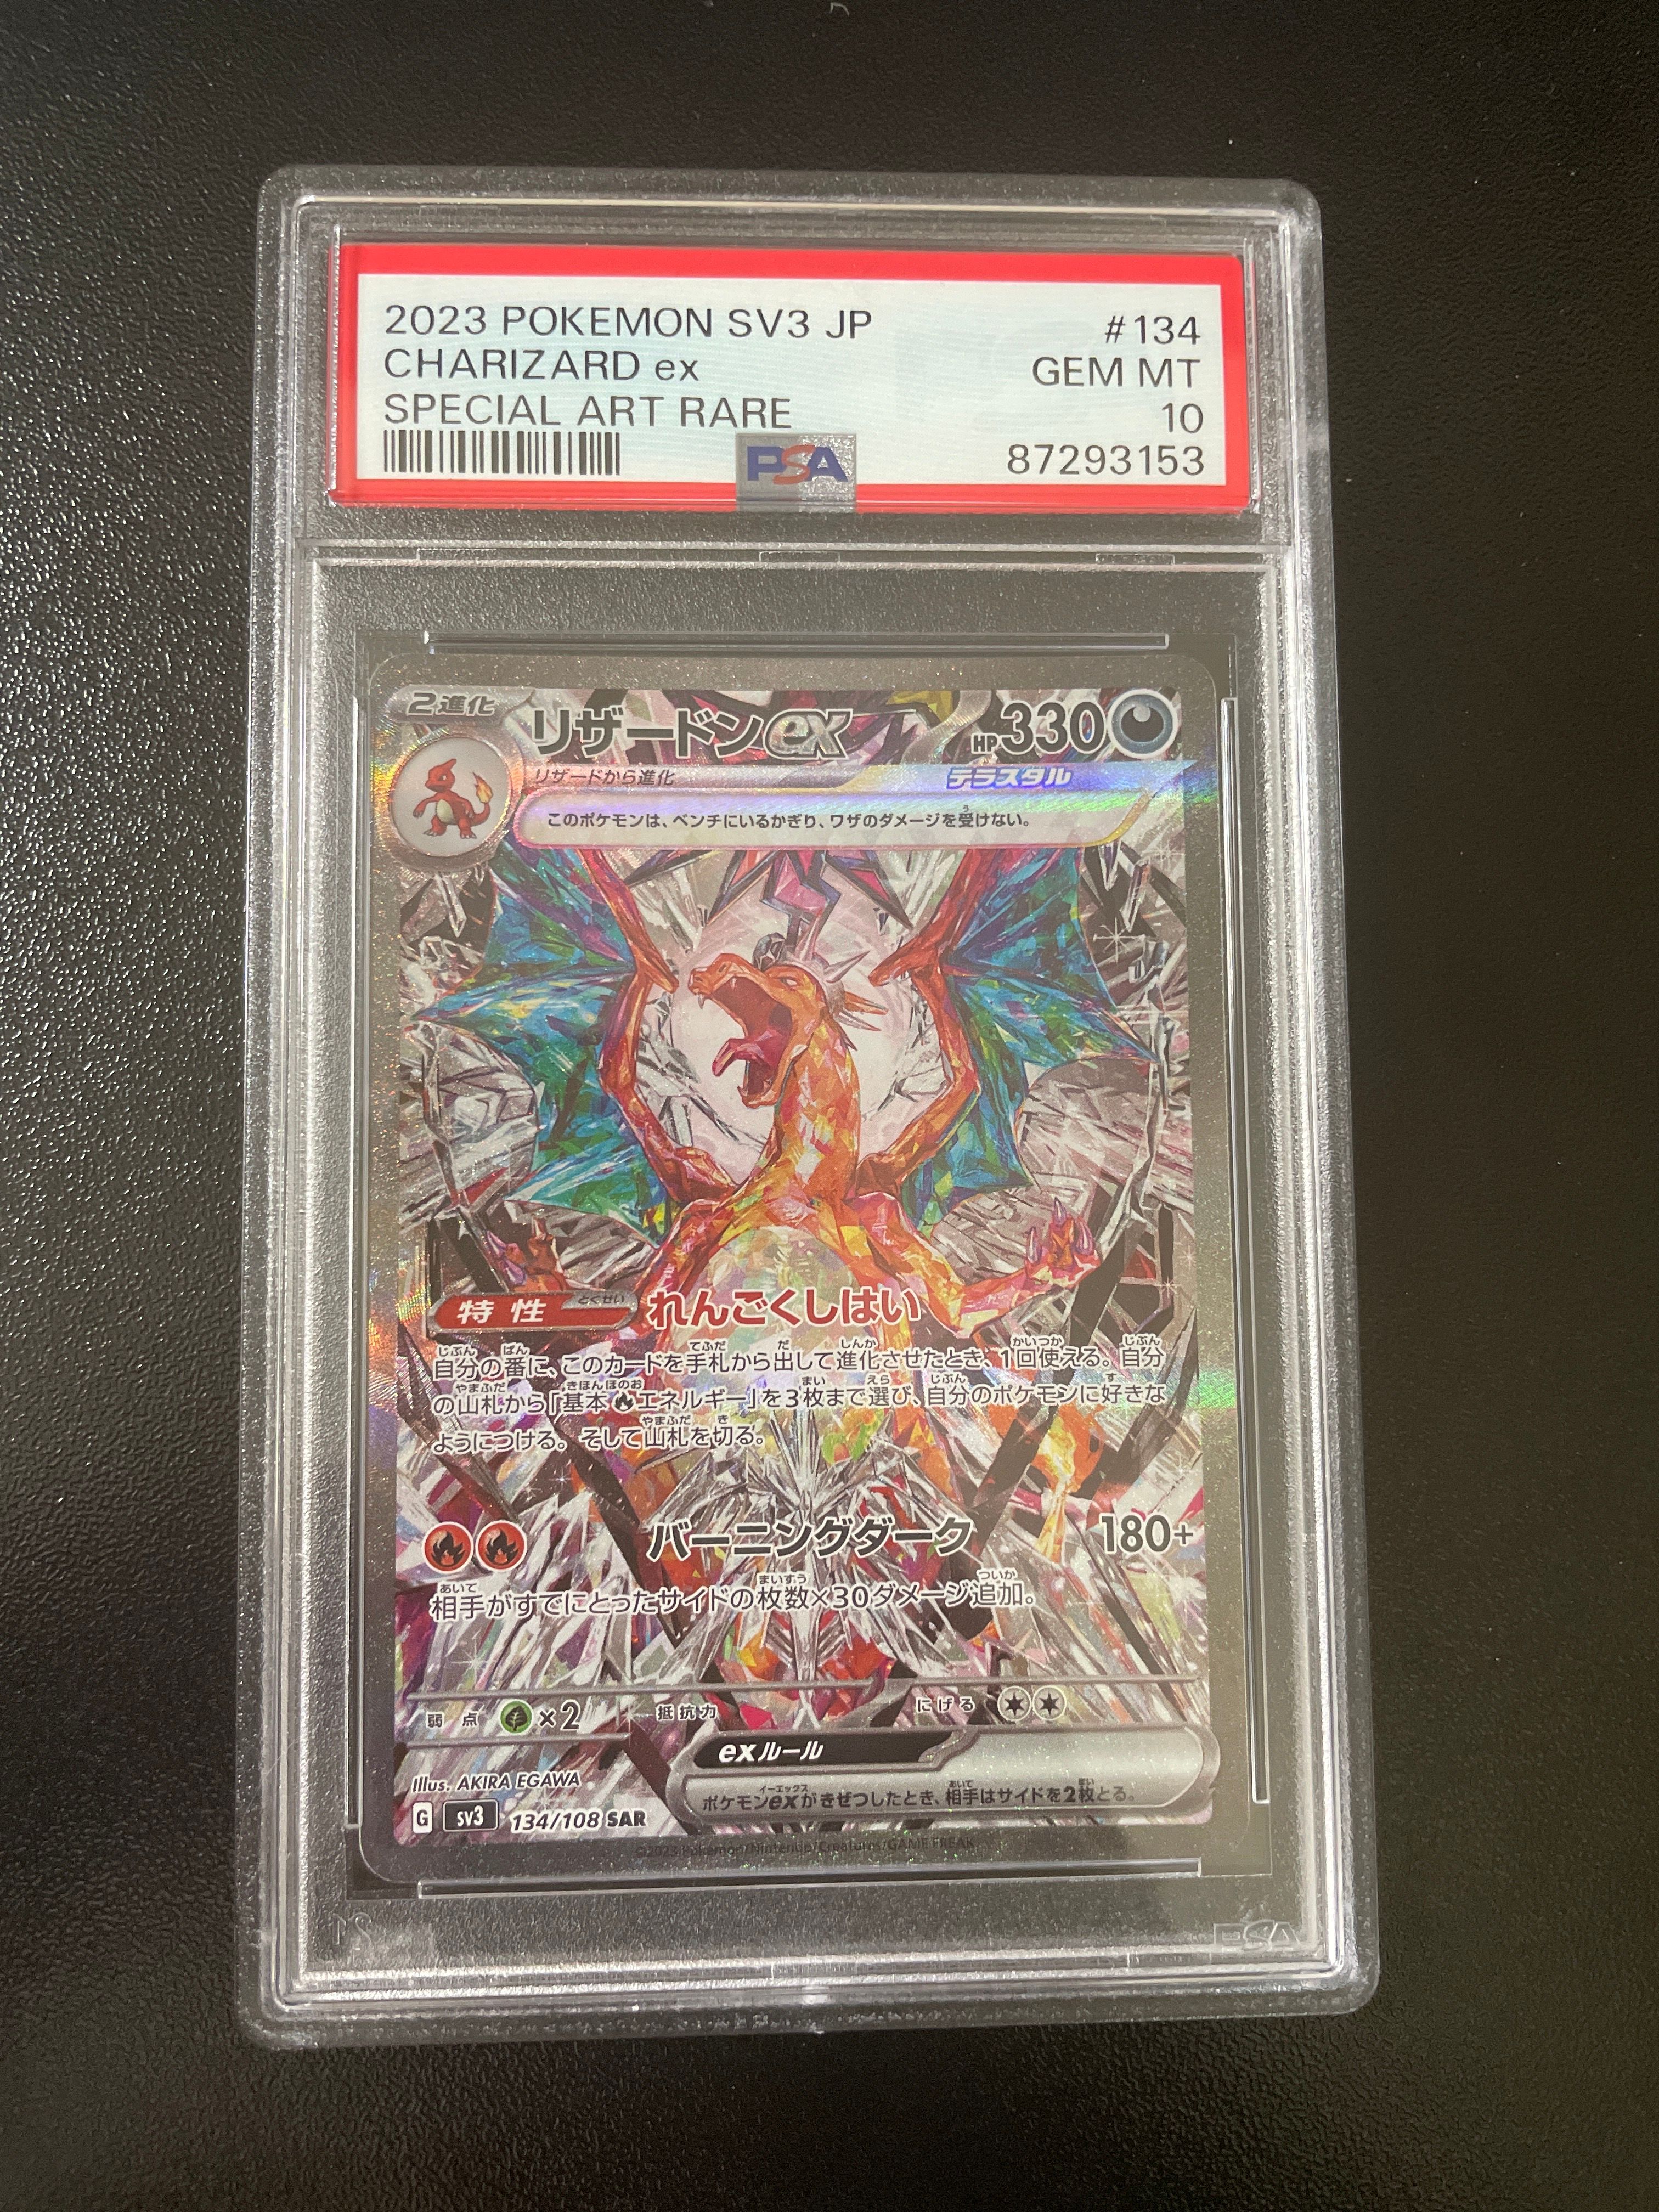 2023 POKEMON SV3 JP #134
CHARIZARD ex GEM MT
SPECIAL ART RARE 10
PSA 87293153
2進化 リザードンex HP330
リザードから進化 テラスタル
このポケモンは、ベンチにいるかぎり、ワザのダメージを受けない。
特性 とくせい れんごくしはい
自分の番に、このカードを手札から出して進化させたとき、1回使える。自分
の山札から「基本エネルギー」を3枚まで選び、自分のポケモンに好きな
ようにつける。そして山札を切る。
バーニングダーク 180+
相手がすでにとったサイドの枚数×30ダメージ追加。
弱点 ×2 抵抗力 にげる
exルール
ポケモンexがきぜつしたとき、相手はサイドを2枚とる。
Illus. AKIRA EGAWA
G sv3 134/108 SAR
©2023 Pokémon/Nintendo/Creatures/GAME FREAK
PSA